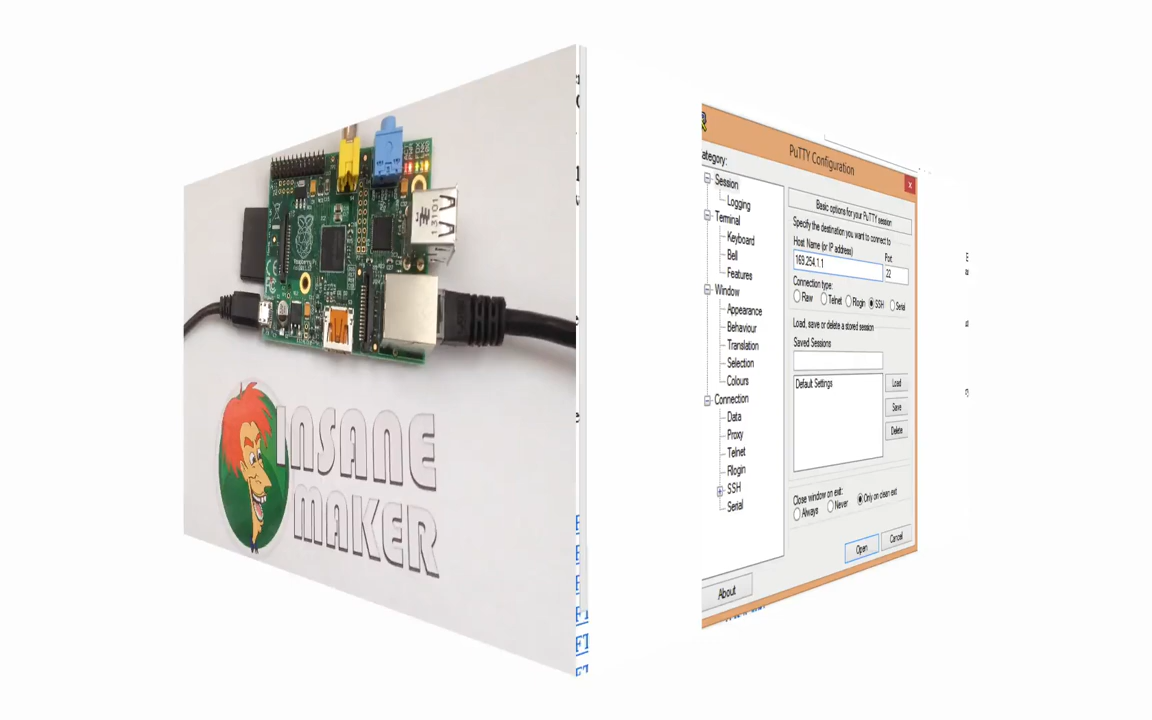 INSANE
MAKER
PuTTY Configuration
ategory:
Session
Logging
Terminal
Keyboard
Bell
Features
Window
Appearance
Behaviour
Translation
Selection
Colours
Connection
Data
Proxy
Telnet
Rlogin
SSH
Serial
Basic options for your PuTTY session
Specify the destination you want to connect to
Host Name (or IP address) Port
169.254.1.1 22
Connection type:
Raw Telnet Rlogin SSH Serial
Load, save or delete a stored session
Saved Sessions
Default Settings
Load
Save
Delete
Close window on exit:
Always Never Only on clean exit
Open Cancel
About